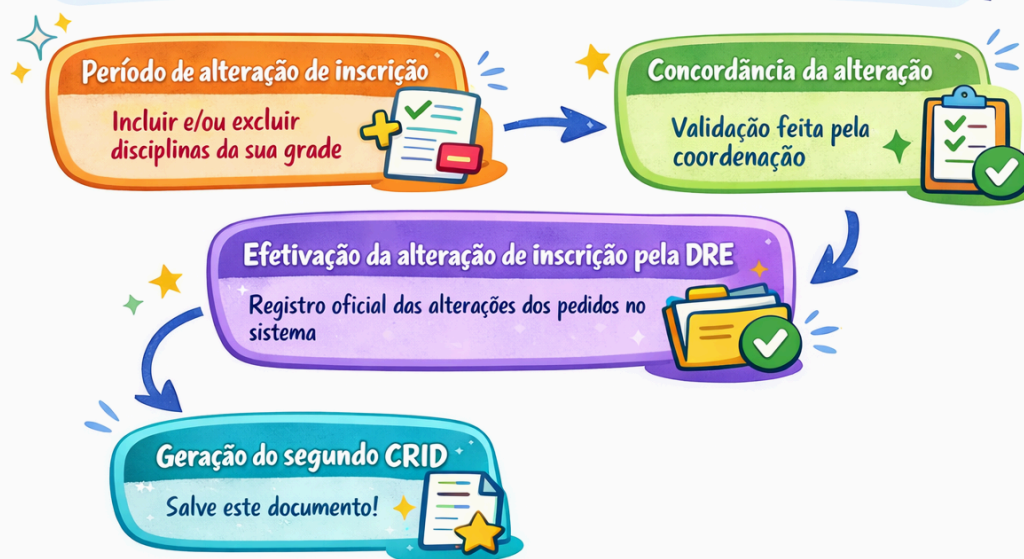 Período de alteração de inscrição
Incluir e/ou excluir
disciplinas da sua grade
Concordância da alteração
Validação feita pela
coordenação
Efetivação da alteração de inscrição pela DRE
Registro oficial das alterações dos pedidos no
sistema
Geração do segundo CRID
Salve este documento!